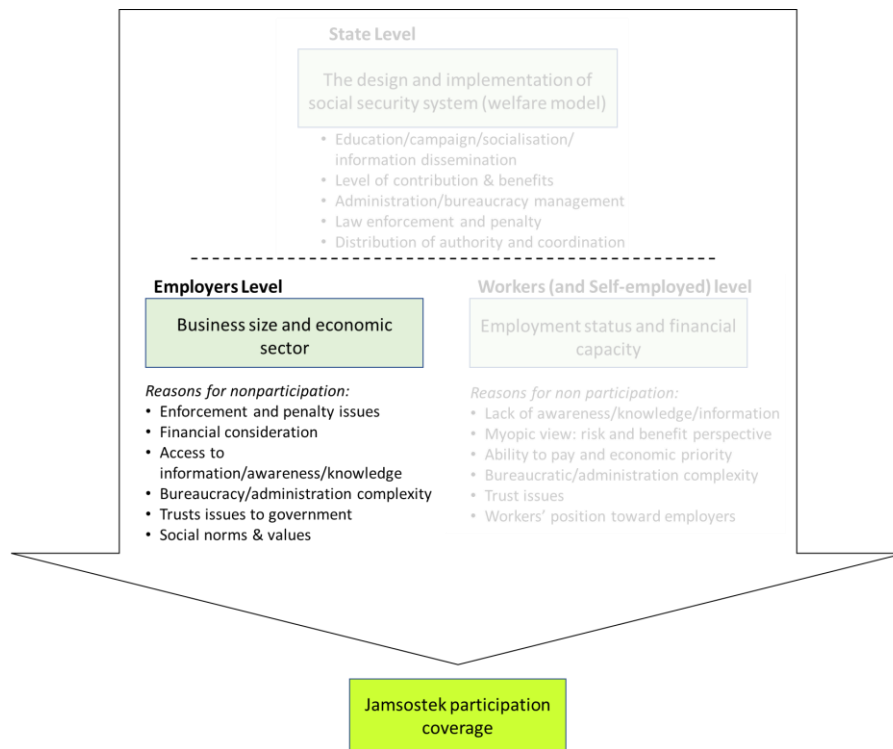 State Level
The design and implementation of
social security system (welfare model)
• Education/campaign/socialisation/
information dissemination
• Level of contribution & benefits
• Administration/bureaucracy management
• Law enforcement and penalty
• Distribution of authority and coordination
Employers Level
Business size and economic
sector
Reasons for nonparticipation:
• Enforcement and penalty issues
• Financial consideration
• Access to
information/awareness/knowledge
• Bureaucracy/administration complexity
• Trusts issues to government
• Social norms & values
Workers (and Self-employed) level
Employment status and financial
capacity
Reasons for non participation:
• Lack of awareness/knowledge/information
• Myopic view: risk and benefit perspective
• Ability to pay and economic priority
• Bureaucratic/administration complexity
• Trust issues
• Workers' position toward employers
Jamsostek participation
coverage